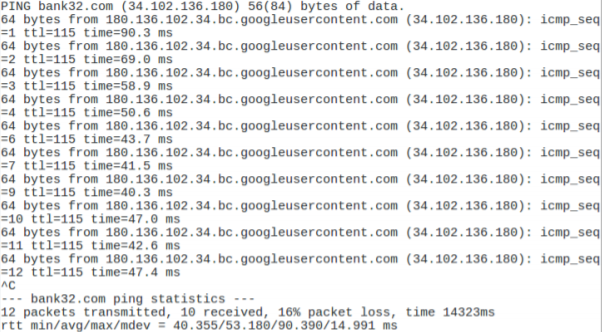 PING bank32.com (34.102.136.180) 56(84) bytes of data.
64 bytes from 180.136.102.34.bc.googleusercontent.com (34.102.136.180): icmp_seq
=1 ttl=115 time=90.3 ms
64 bytes from 180.136.102.34.bc.googleusercontent.com (34.102.136.180): icmp_seq
=2 ttl=115 time=69.0 ms
64 bytes from 180.136.102.34.bc.googleusercontent.com (34.102.136.180): icmp_seq
=3 ttl=115 time=58.9 ms
64 bytes from 180.136.102.34.bc.googleusercontent.com (34.102.136.180): icmp_seq
=4 ttl=115 time=50.6 ms
64 bytes from 180.136.102.34.bc.googleusercontent.com (34.102.136.180): icmp_seq
=6 ttl=115 time=43.7 ms
64 bytes from 180.136.102.34.bc.googleusercontent.com (34.102.136.180): icmp_seq
=7 ttl=115 time=41.5 ms
64 bytes from 180.136.102.34.bc.googleusercontent.com (34.102.136.180): icmp_seq
=9 ttl=115 time=40.3 ms
64 bytes from 180.136.102.34.bc.googleusercontent.com (34.102.136.180): icmp_seq
=10 ttl=115 time=47.0 ms
64 bytes from 180.136.102.34.bc.googleusercontent.com (34.102.136.180): icmp_seq
=11 ttl=115 time=42.6 ms
64 bytes from 180.136.102.34.bc.googleusercontent.com (34.102.136.180): icmp_seq
=12 ttl=115 time=47.4 ms
^C
--- bank32.com ping statistics ---
12 packets transmitted, 10 received, 16% packet loss, time 14323ms
rtt min/avg/max/mdev = 40.355/53.180/90.390/14.991 ms